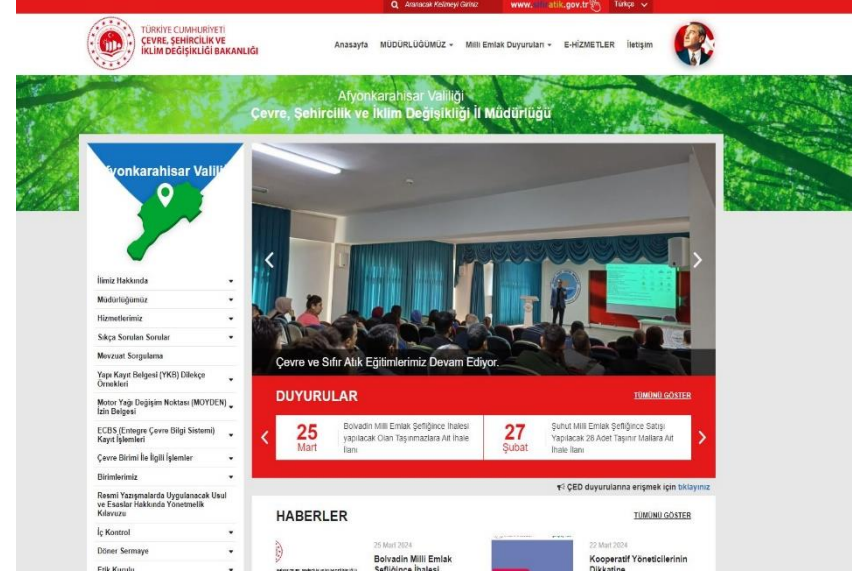 Aranacak Kelimeyi Giriniz
www.sıfıratik.gov.tr
Türkçe
TÜRKİYE CUMHURİYETİ
ÇEVRE, ŞEHİRCİLİK VE
İKLİM DEĞİŞİKLİĞİ BAKANLIĞI
Anasayfa
MÜDÜRLÜĞÜMÜZ
Milli Emlak Duyuruları
E-HİZMETLER
İletişim
Afyonkarahisar Valiliği
Çevre, Şehircilik ve İklim Değişikliği İl Müdürlüğü
yonkarahisar Valili
İlimiz Hakkında
Müdürlüğümüz
Hizmetlerimiz
Sıkça Sorulan Sorular
Mevzuat Sorgulama
Yapı Kayıt Belgesi (YKB) Dilekçe
Örnekleri
Motor Yağı Değişim Noktası (MOYDEN)
İzin Belgesi
ECBS (Entegre Çevre Bilgi Sistemi)
Kayıt İşlemleri
Çevre Birimi İle İlgili İşlemler
Birimlerimiz
Resmi Yazışmalarda Uygulanacak Usul
ve Esaslar Hakkında Yönetmelik
Kılavuzu
İç Kontrol
Döner Sermaye
Etik Kurulu
Çevre ve Sıfır Atık Eğitimlerimiz Devam Ediyor.
DUYURULAR
TÜMÜNÜ GÖSTER
25
Mart
Bolvadin Milli Emlak Şefliğince İhalesi
yapılacak Olan Taşınmazlara Ait İhale
İlanı
27
Şubat
Şuhut Milli Emlak Şefliğince Satışı
Yapılacak 28 Adet Taşınır Mallara Ait
İhale İlanı
ÇED duyurularına erişmek için tıklayınız
HABERLER
TÜMÜNÜ GÖSTER
25 Mart 2024
Bolvadin Milli Emlak
Şefliğince İhalesi
22 Mart 2024
Kooperatif Yöneticilerinin
Dikkatine